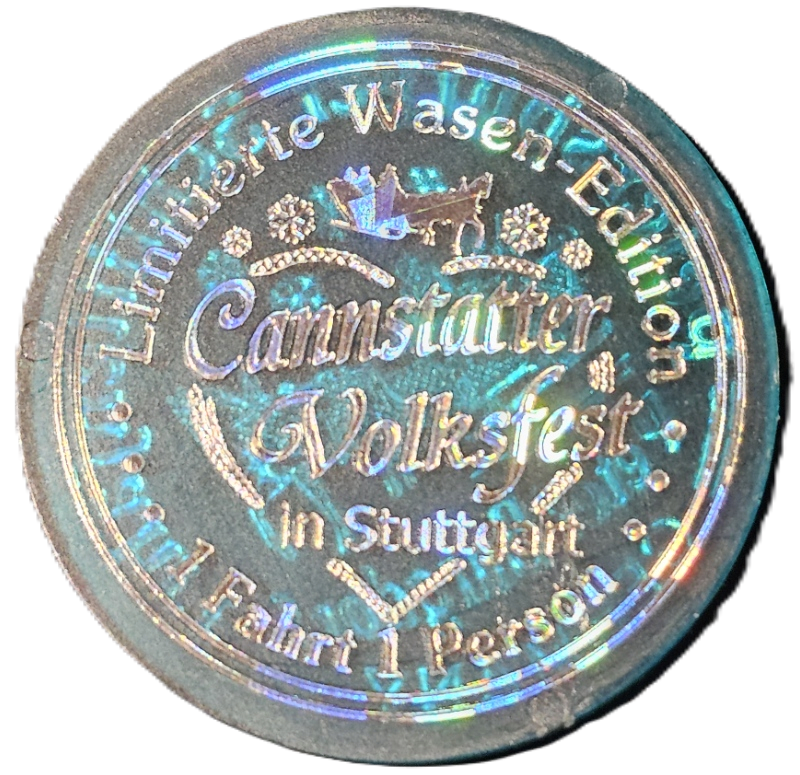 Limitierte Wasen-Edition
Cannstatter
Volksfest
in Stuttgart
1 Fahrt 1 Person